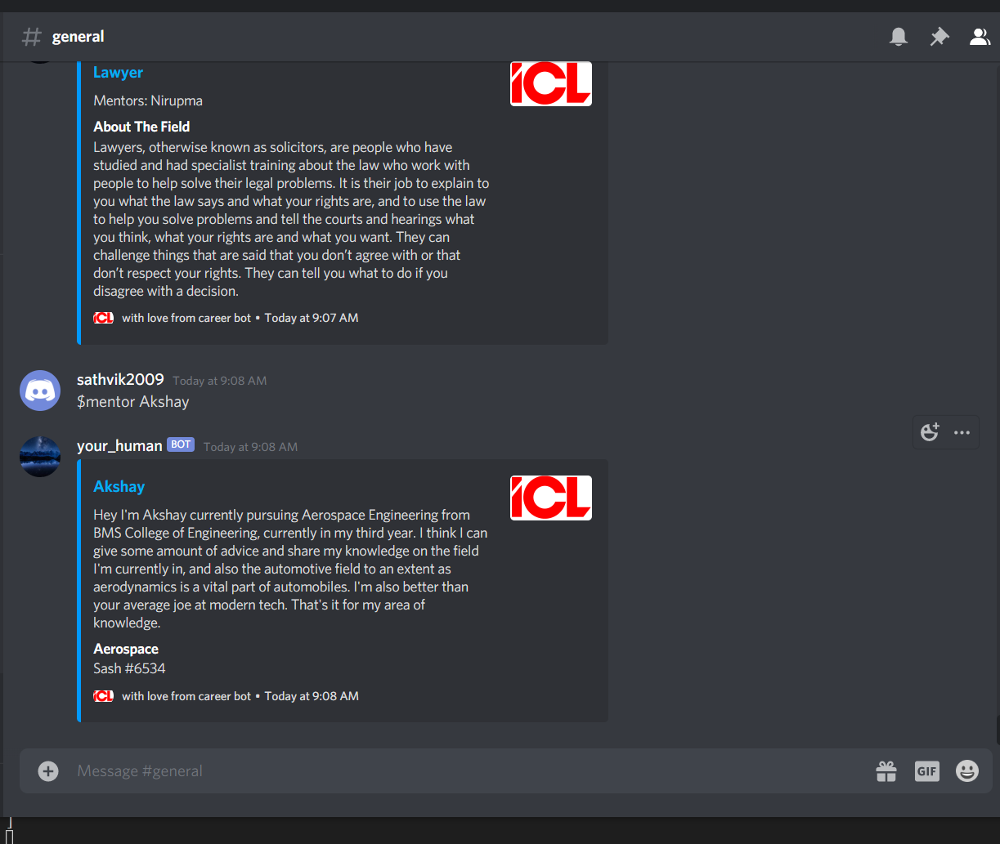 general
Lawyer
ICL
Mentors: Nirupma
About The Field
Lawyers, otherwise known as solicitors, are people who have
studied and had specialist training about the law who work with
people to help solve their legal problems. It is their job to explain to
you what the law says and what your rights are, and to use the law
to help you solve problems and tell the courts and hearings what
you think, what your rights are and what you want. They can
challenge things that are said that you don’t agree with or that
don’t respect your rights. They can tell you what to do if you
disagree with a decision.
ICL with love from career bot • Today at 9:07 AM
sathvik2009 Today at 9:08 AM
$mentor Akshay
your_human BOT Today at 9:08 AM
Akshay
ICL
Hey I'm Akshay currently pursuing Aerospace Engineering from
BMS College of Engineering, currently in my third year. I think I can
give some amount of advice and share my knowledge on the field
I'm currently in, and also the automotive field to an extent as
aerodynamics is a vital part of automobiles. I'm also better than
your average joe at modern tech. That's it for my area of
knowledge.
Aerospace
Sash #6534
ICL with love from career bot • Today at 9:08 AM
Message #general
GIF
]